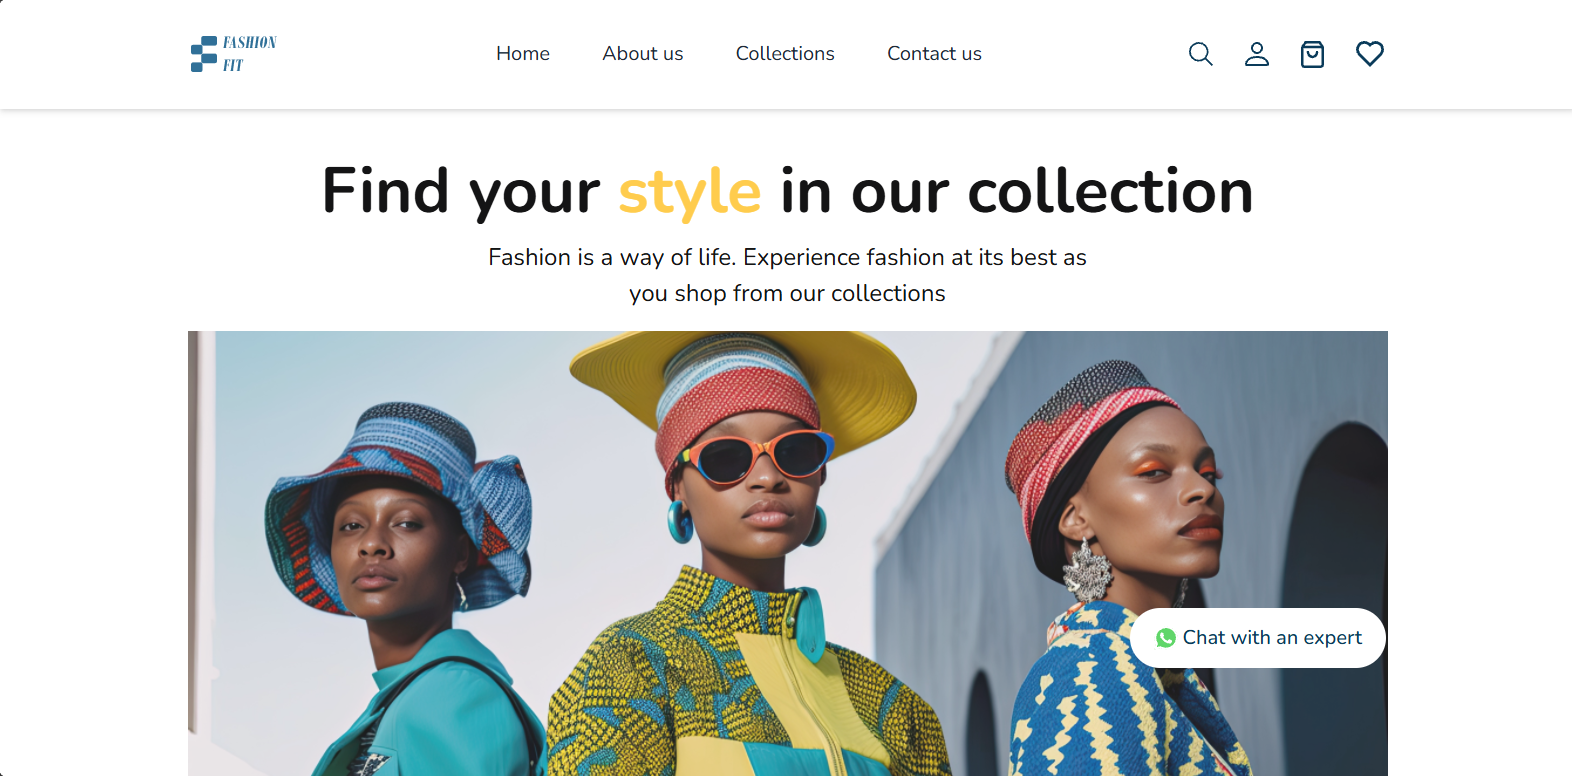 FASHION
FIT
Home About us Collections Contact us
Find your style in our collection
Fashion is a way of life. Experience fashion at its best as
you shop from our collections
Chat with an expert